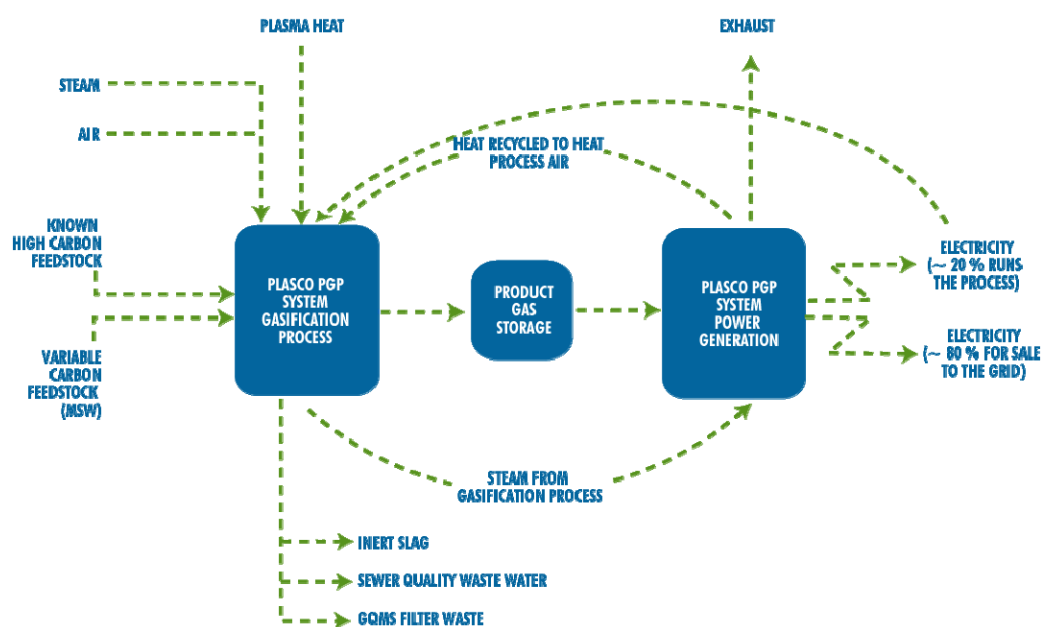 PLASMA HEAT
EXHAUST
STEAM
AIR
HEAT RECYCLED TO HEAT
PROCESS AIR
KNOWN
HIGH CARBON
FEEDSTOCK
PLASCO PGP
SYSTEM
GASIFICATION
PROCESS
PRODUCT
GAS
STORAGE
PLASCO PGP
SYSTEM
POWER
GENERATION
ELECTRICITY
(~ 20 % RUNS
THE PROCESS)
ELECTRICITY
(~ 80 % FOR SALE
TO THE GRID)
VARIABLE
CARBON
FEEDSTOCK
(MSW)
STEAM FROM
GASIFICATION PROCESS
INERT SLAG
SEWER QUALITY WASTE WATER
GQMS FILTER WASTE